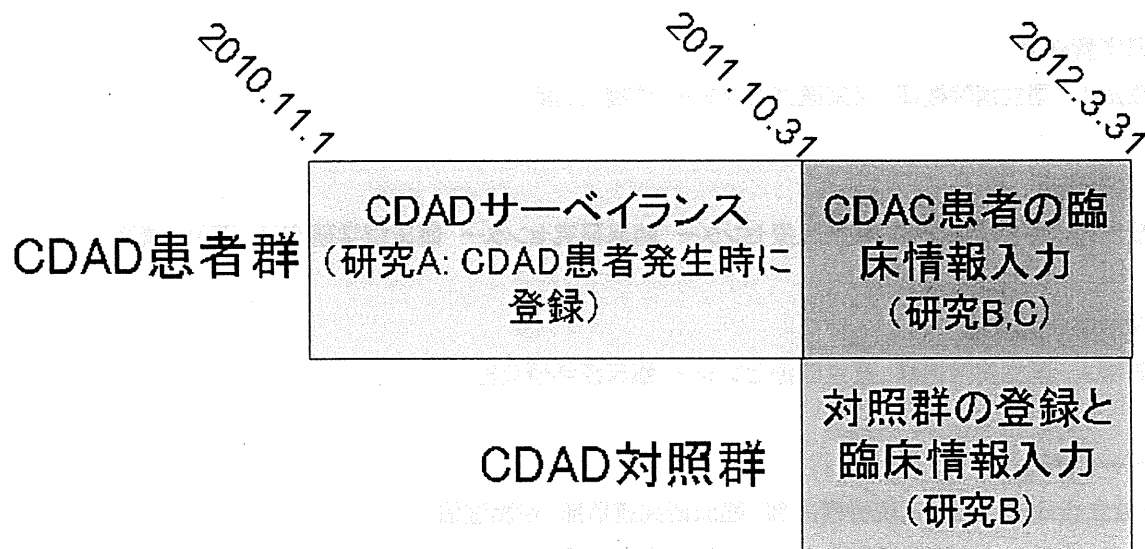 2010.11.1
2011.10.31
2012.3.31
CDAD患者群
CDADサーベイランス
(研究A: CDAD患者発生時に
登録)
CDAC患者の臨
床情報入力
(研究B,C)
CDAD対照群
対照群の登録と
臨床情報入力
(研究B)